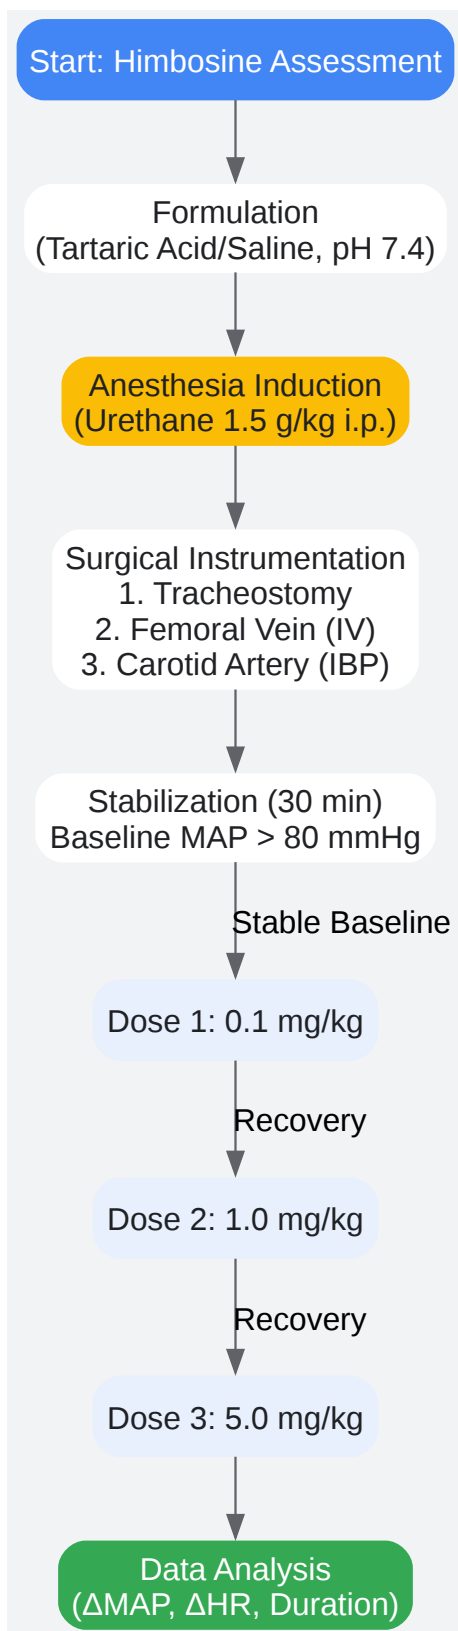 Start: Himbosine Assessment
Formulation
(Tartaric Acid/Saline, pH 7.4)
Anesthesia Induction
(Urethane 1.5 g/kg i.p.)
Surgical Instrumentation
1. Tracheostomy
2. Femoral Vein (IV)
3. Carotid Artery (IBP)
Stabilization (30 min)
Baseline MAP > 80 mmHg
Stable Baseline
Dose 1: 0.1 mg/kg
Recovery
Dose 2: 1.0 mg/kg
Recovery
Dose 3: 5.0 mg/kg
Data Analysis
(ΔMAP, ΔHR, Duration)